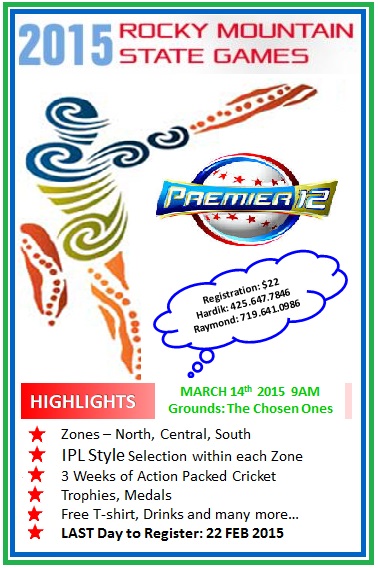 2015 ROCKY MOUNTAIN
STATE GAMES
PREMIER 12
Registration: $22
Hardik: 425.647.7846
Raymond: 719.641.0986
HIGHLIGHTS
MARCH 14th 2015 9AM
Grounds: The Chosen Ones
Zones – North, Central, South
IPL Style Selection within each Zone
3 Weeks of Action Packed Cricket
Trophies, Medals
Free T-shirt, Drinks and many more…
LAST Day to Register: 22 FEB 2015